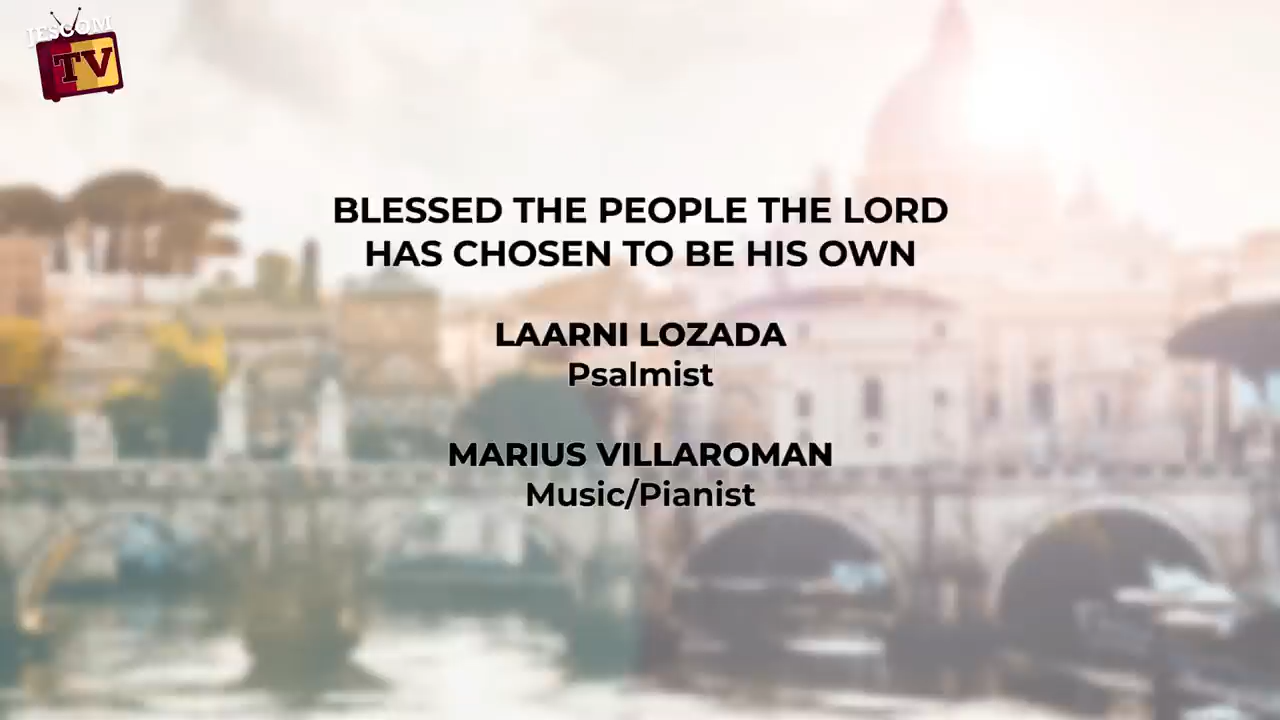 JESCOM
TV
BLESSED THE PEOPLE THE LORD
HAS CHOSEN TO BE HIS OWN
LAARNI LOZADA
Psalmist
MARIUS VILLAROMAN
Music/Pianist